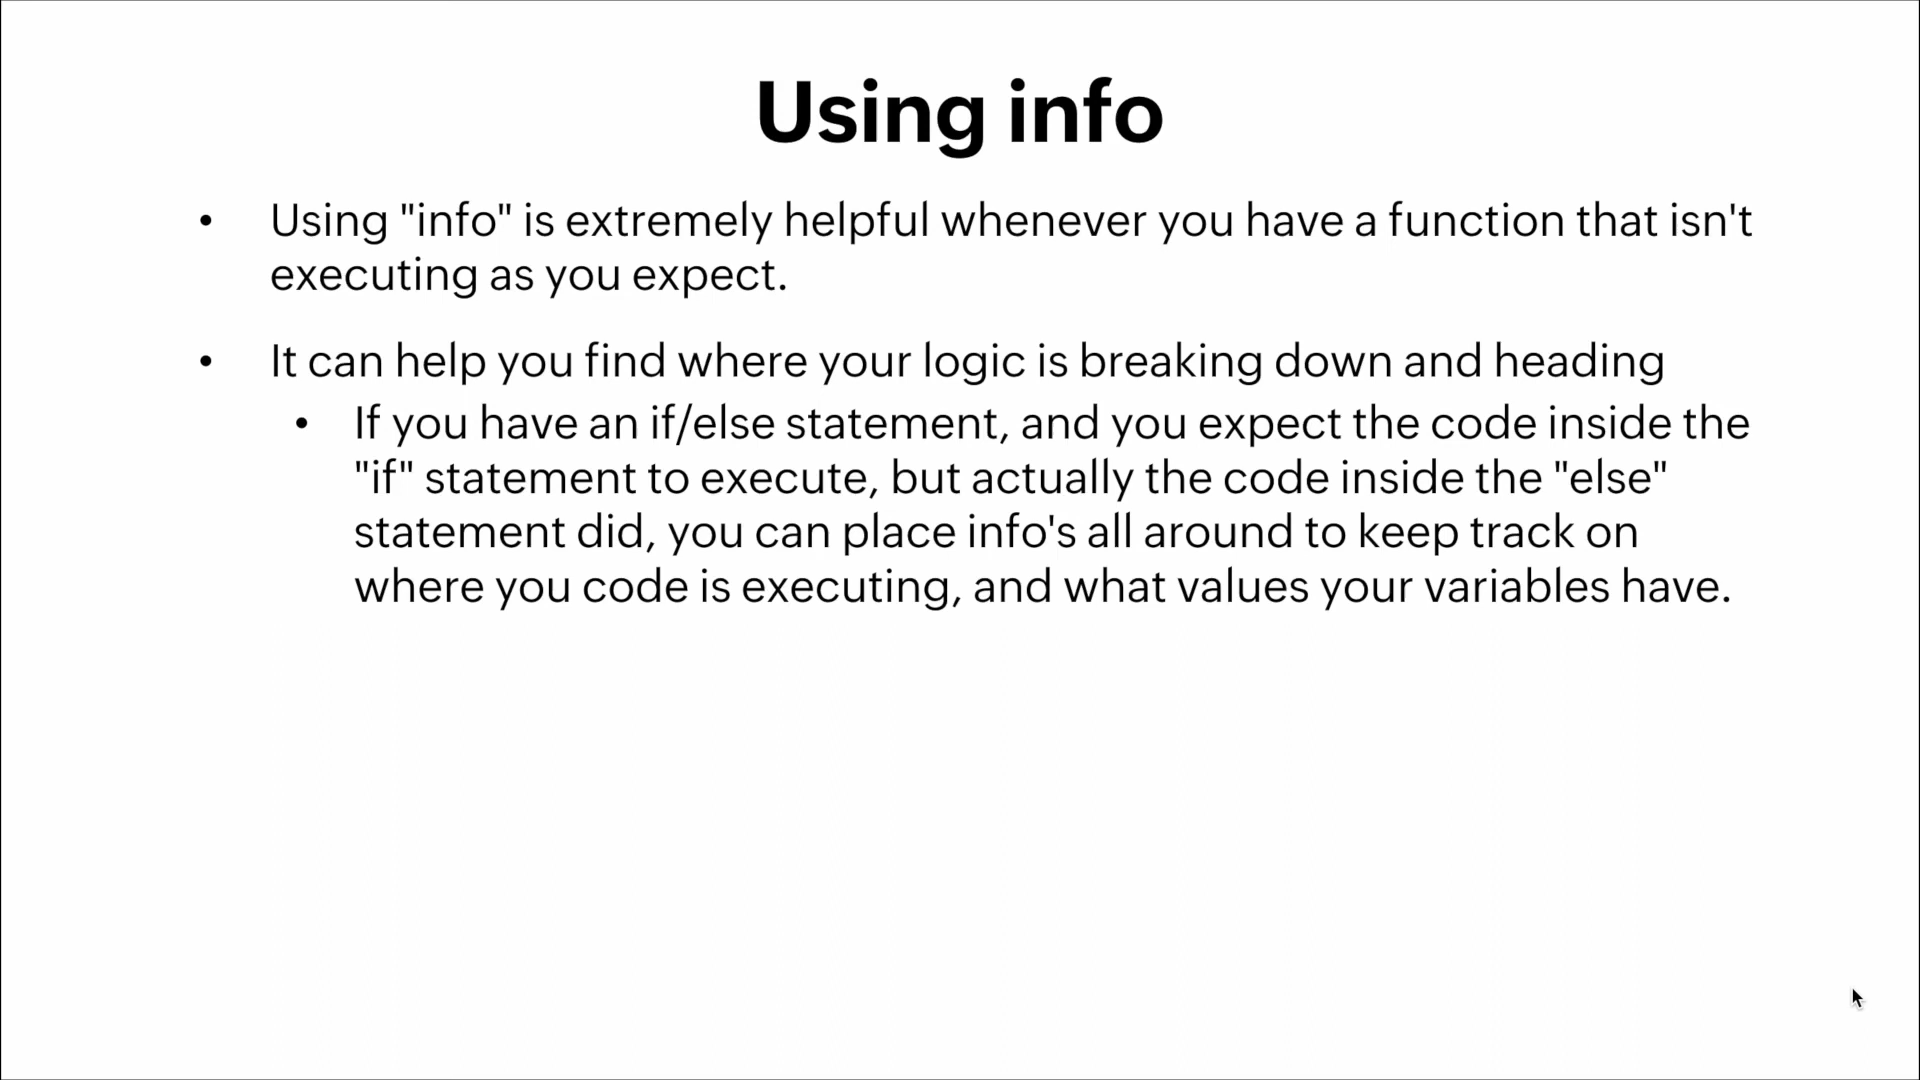 Using info
• Using "info" is extremely helpful whenever you have a function that isn't
executing as you expect.
• It can help you find where your logic is breaking down and heading
• If you have an if/else statement, and you expect the code inside the
"if" statement to execute, but actually the code inside the "else"
statement did, you can place info's all around to keep track on
where you code is executing, and what values your variables have.